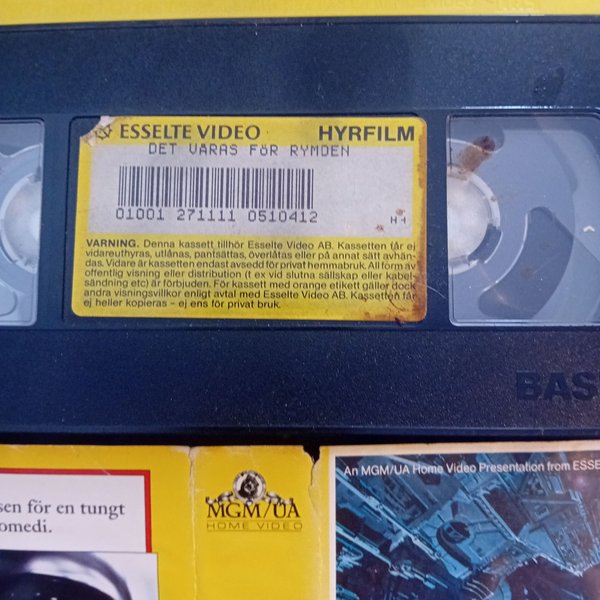 ESSELTE VIDEO HYRFILM
DET VARAS FÖR RYMDEN
01001 271111 0510412
H 1
VARNING. Denna kassett tillhör Esselte Video AB. Kassetten får ej
vidareuthyras, utlånas, pantsättas, överlåtas eller på annat sätt avhän-
das. Vidare är kassetten endast avsedd för privat hemmabruk. All form av
offentlig visning eller distribution (t ex vid slutna sällskap eller kabel-
sändning etc) är förbjuden. För kassett med orange etikett gäller dock
andra visningsvillkor enligt avtal med Esselte Video AB. Kassetten får
ej heller kopieras – ej ens för privat bruk.
BAS
sen för en tungt
omedi.
MGM/UA
HOME VIDEO
An MGM/UA Home Video Presentation from ESSE